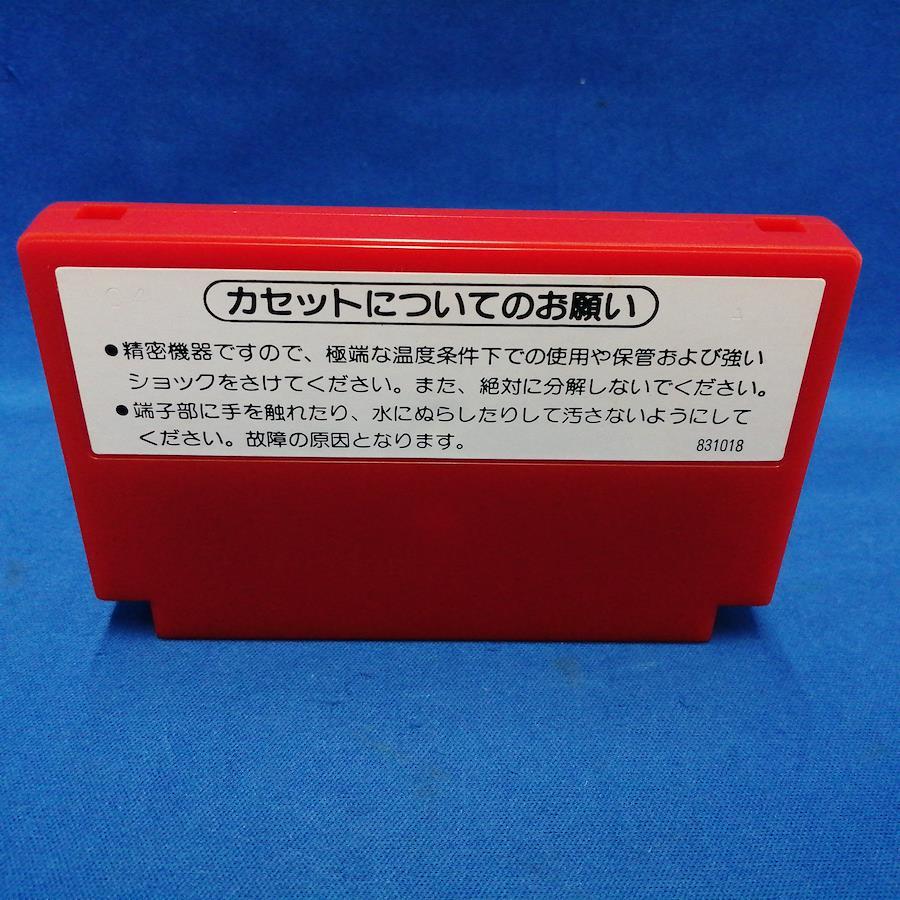 カセットについてのお願い
●精密機器ですので、極端な温度条件下での使用や保管および強い
ショックをさけてください。また、絶対に分解しないでください。
●端子部に手を触れたり、水にぬらしたりして汚さないようにして
ください。故障の原因となります。 831018